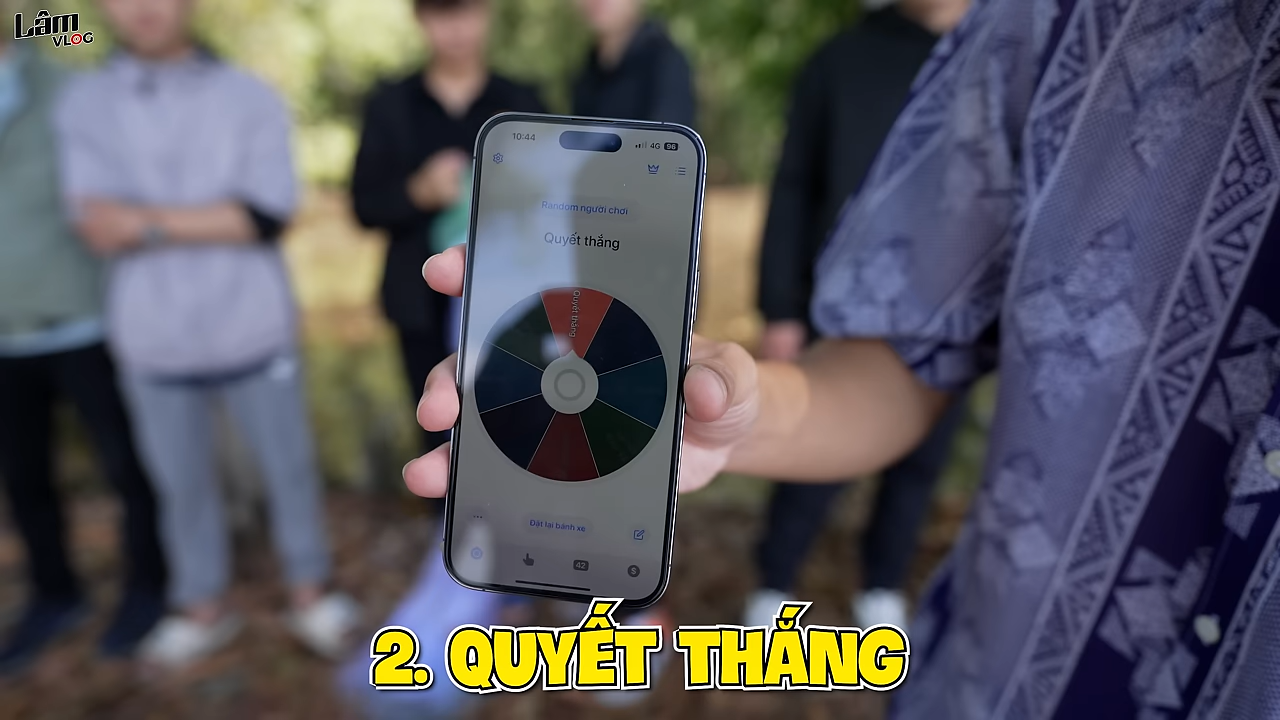 Lâm
VLOG
10:44
4G 96
Random người chơi
Quyết thắng
Quyết thắng
Đặt lại bánh xe
42
$
2. QUYẾT THẮNG